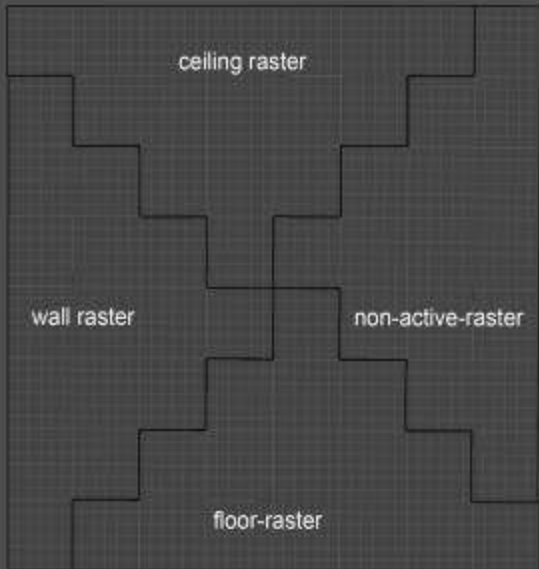 ceiling raster
wall raster
non-active-raster
floor-raster